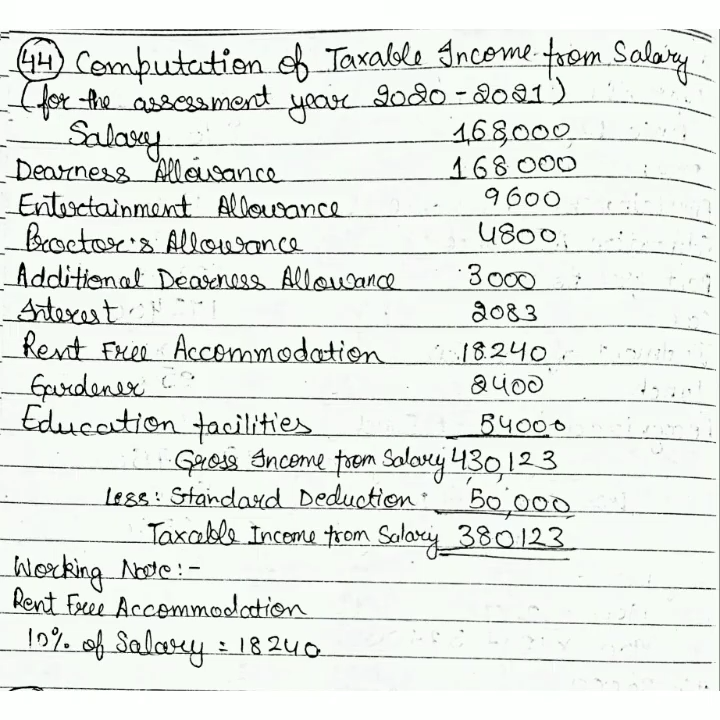 44 Computation of Taxable Income from Salary
(for the assessment year 2020-2021)
Salary 1,68,000
Dearness Allowance 168000
Entertainment Allowance 9600
Proctor's Allowance 4800
Additional Dearness Allowance 3000
Interest 2083
Rent Free Accommodation 18240
Gardener 2400
Education facilities 54000
Gross Income from Salary 430,123
Less: Standard Deduction 50,000
Taxable Income from Salary 380123
Working Note:-
Rent Free Accommodation
10% of Salary = 18240